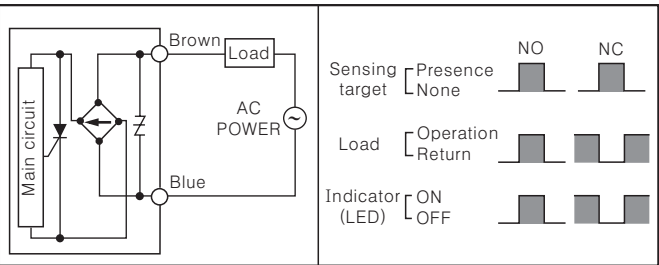 Main circuit
Brown
Load
AC
POWER
Blue
NO NC
Sensing target Presence
None
Load Operation
Return
Indicator (LED) ON
OFF